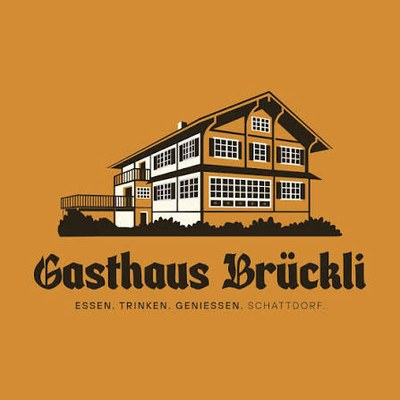 Gasthaus Brückli
ESSEN. TRINKEN. GENIESSEN. SCHATTDORF.